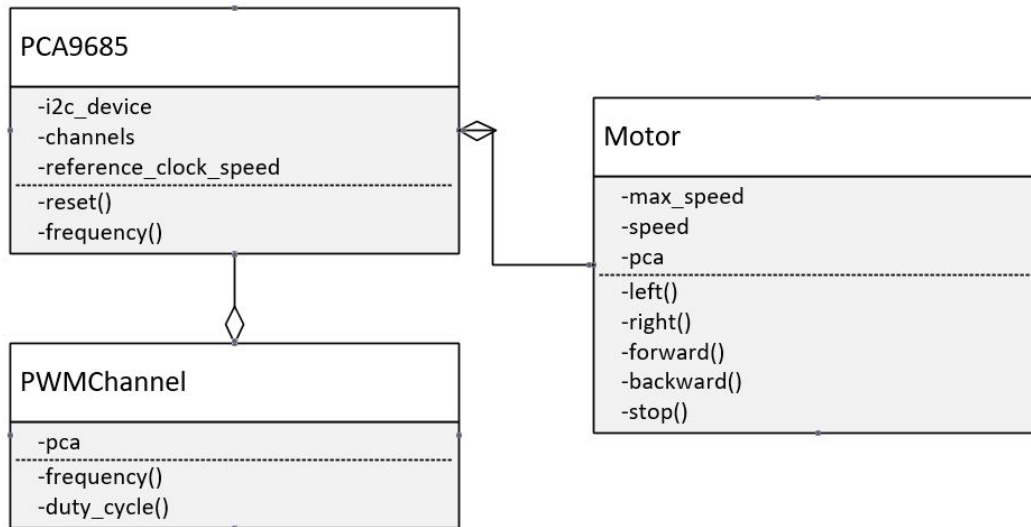 PCA9685
-i2c_device
-channels
-reference_clock_speed
-reset()
-frequency()
Motor
-max_speed
-speed
-pca
-left()
-right()
-forward()
-backward()
-stop()
PWMChannel
-pca
-frequency()
-duty_cycle()